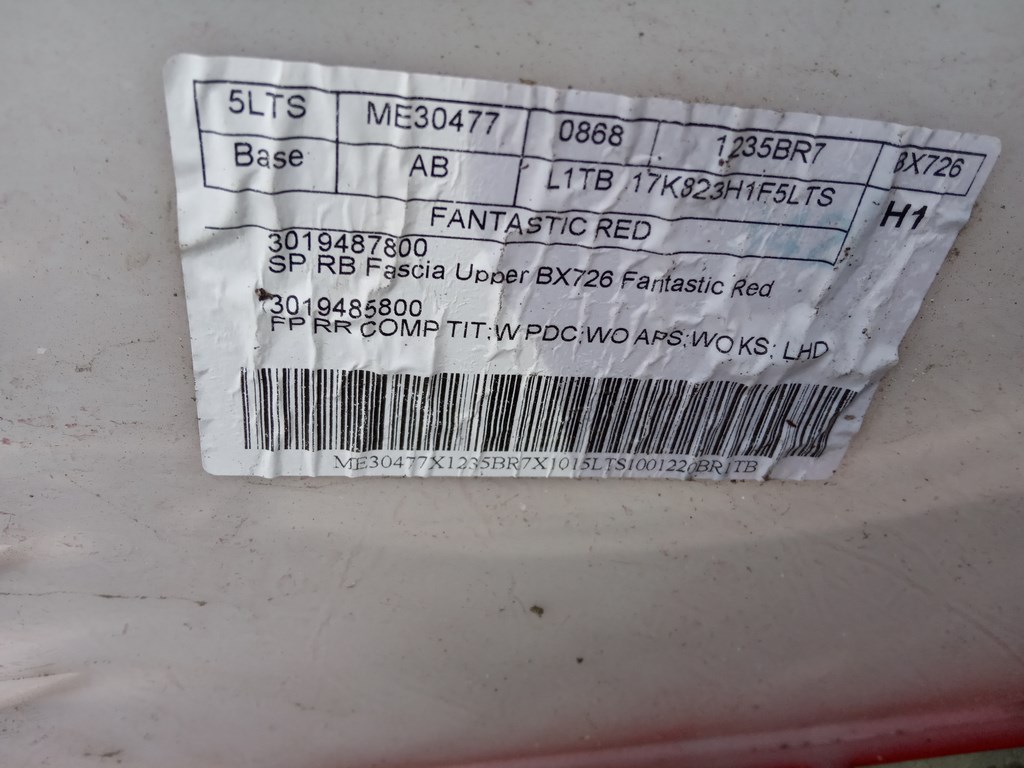 5LTS ME30477 0868 1235BR7 BX726
Base AB L1TB 17K823H1F5LTS H1
FANTASTIC RED
3019487800
SP RB Fascia Upper BX726 Fantastic Red
3019485800
FP RR COMP TIT:W PDC;WO APS;WO KS; LHD
ME30477X1235BR7X1015LTS1001220BR1TB